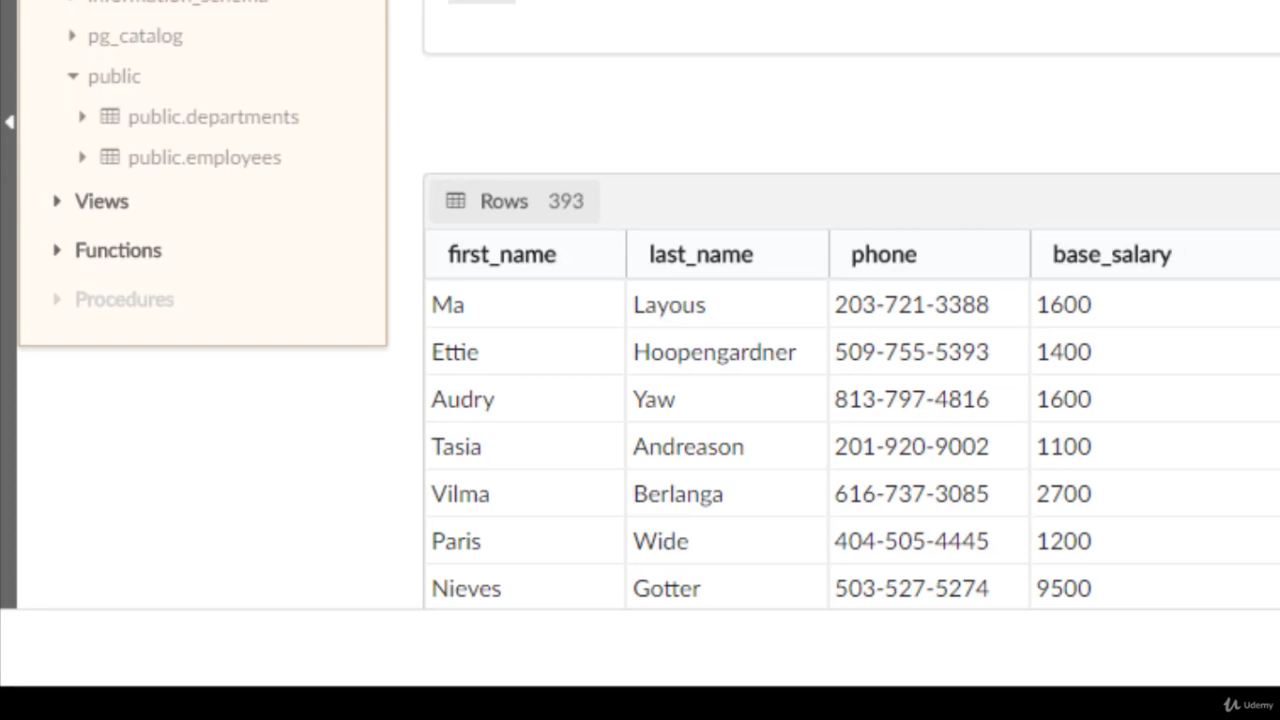 information_schema
pg_catalog
public
public.departments
public.employees
Views
Functions
Procedures
Rows 393
first_name last_name phone base_salary
Ma Layous 203-721-3388 1600
Ettie Hoopengardner 509-755-5393 1400
Audry Yaw 813-797-4816 1600
Tasia Andreason 201-920-9002 1100
Vilma Berlanga 616-737-3085 2700
Paris Wide 404-505-4445 1200
Nieves Gotter 503-527-5274 9500
Udemy